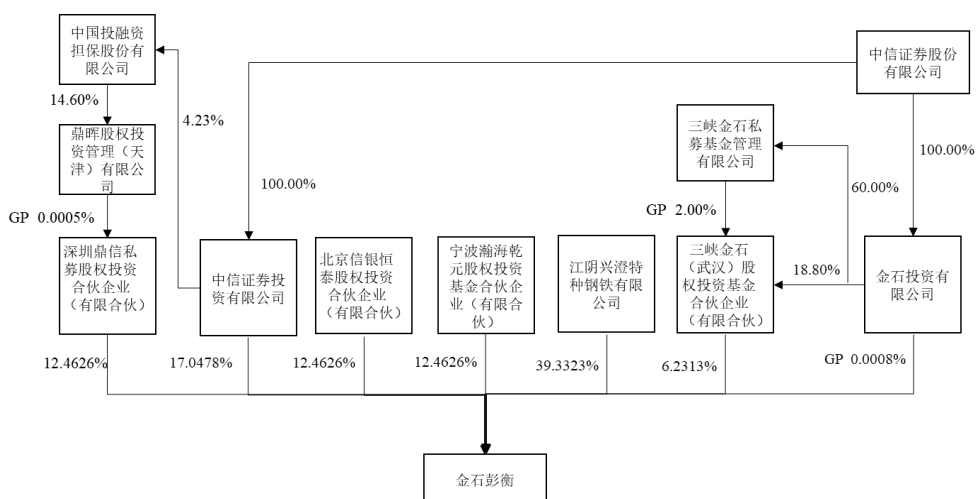 中国投融资
担保股份有
限公司
中信证券股份
有限公司
14.60%
4.23%
鼎晖股权投
资管理（天
津）有限公
司
三峡金石私
募基金管理
有限公司
100.00%
100.00%
60.00%
GP 0.0005%
GP 2.00%
深圳鼎信私
募股权投资
合伙企业
（有限合伙）
中信证券投
资有限公司
北京信银恒
泰股权投资
合伙企业
（有限合伙）
宁波瀚海乾
元股权投资
基金合伙企
业（有限合
伙）
江阴兴澄特
种钢铁有限
公司
三峡金石
（武汉）股
权投资基金
合伙企业
（有限合伙）
18.80%
金石投资有
限公司
12.4626%
17.0478%
12.4626%
12.4626%
39.3323%
6.2313%
GP 0.0008%
金石彭衡